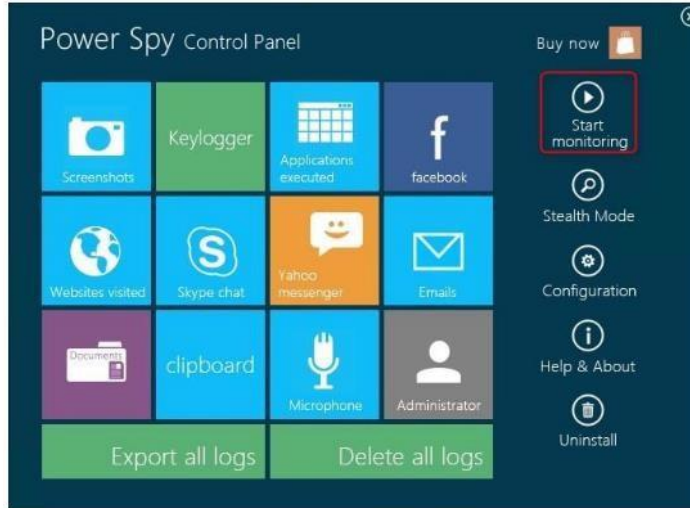 Power Spy Control Panel
Buy now
Screenshots
Keylogger
Applications
executed
facebook
Start
monitoring
Stealth Mode
Websites visited
Skype chat
Yahoo
messenger
Emails
Configuration
Documents
clipboard
Microphone
Administrator
Help & About
Export all logs
Delete all logs
Uninstall